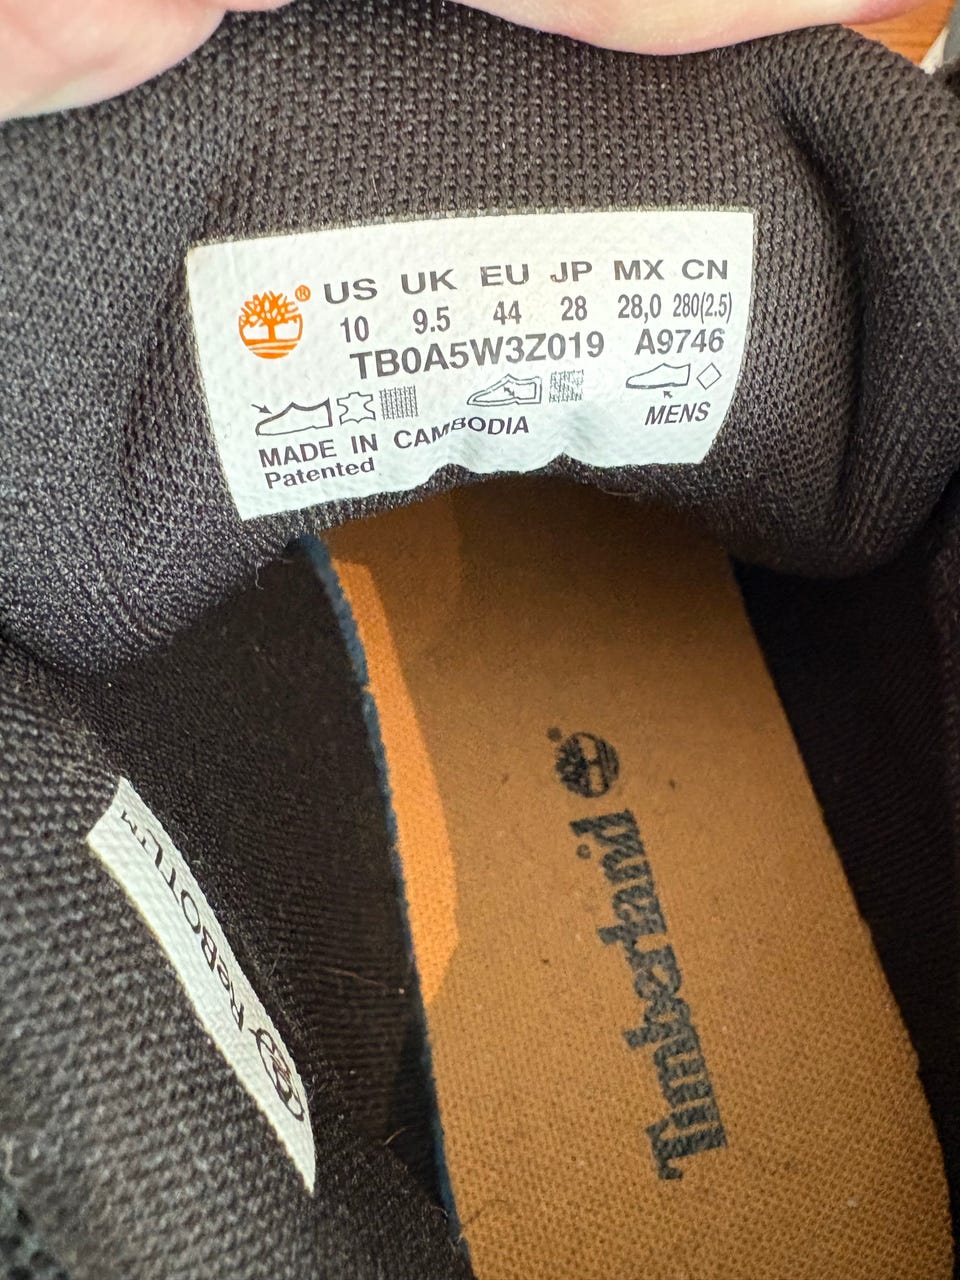 ® US UK EU JP MX CN
10 9.5 44 28 28,0 280(2.5)
TB0A5W3Z019 A9746
MADE IN CAMBODIA MENS
Patented
ReBOTL™
Timberland ®